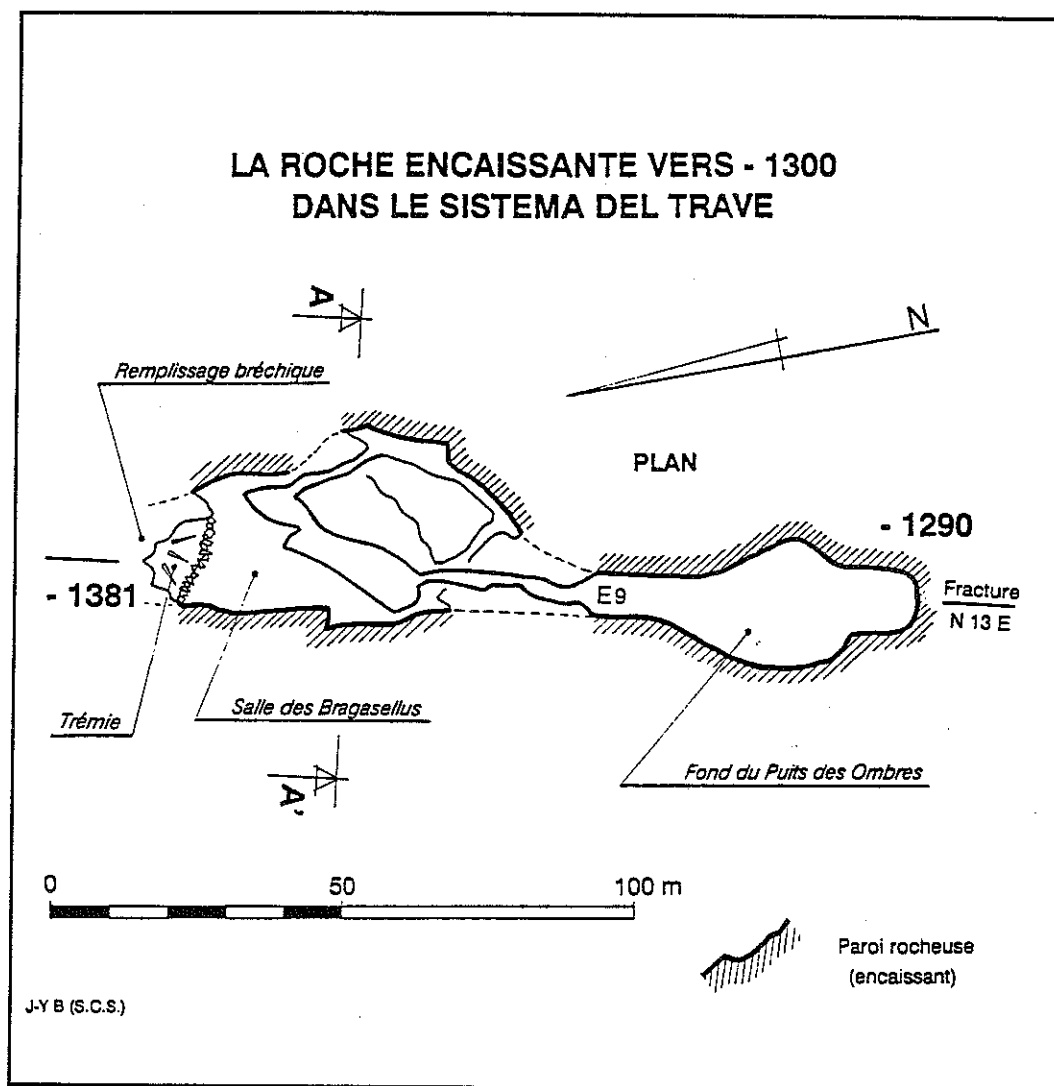 LA ROCHE ENCAISSANTE VERS - 1300
DANS LE SISTEMA DEL TRAVE
A
N
Remplissage bréchique
PLAN
- 1290
- 1381
E9
Fracture
N 13 E
Trémie
Salle des Bragasellus
Fond du Puits des Ombres
A'
0 50 100 m
Paroi rocheuse
(encaissant)
J-Y B (S.C.S.)